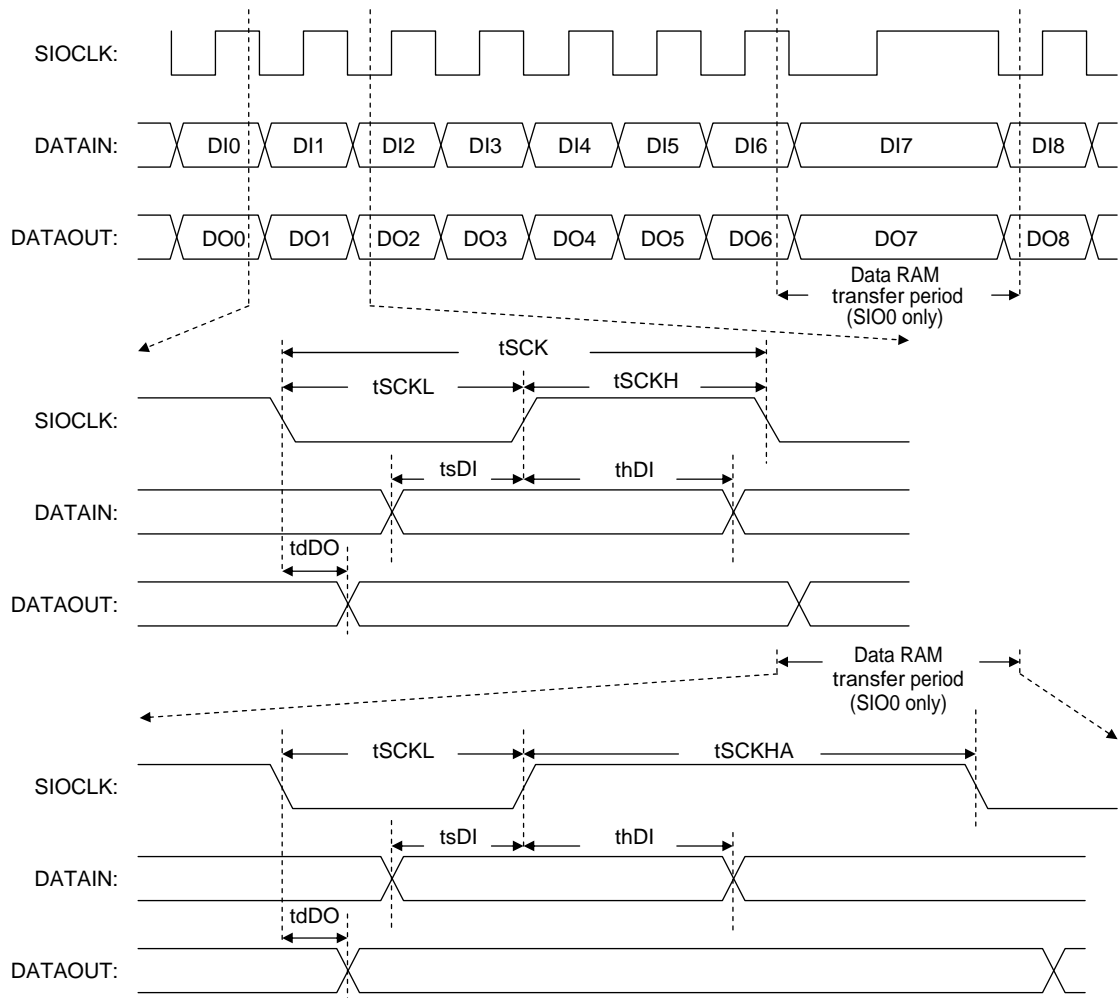 SIOCLK:
DATAIN: DI0 DI1 DI2 DI3 DI4 DI5 DI6 DI7 DI8
DATAOUT: DO0 DO1 DO2 DO3 DO4 DO5 DO6 DO7 DO8
Data RAM
transfer period
(SIO0 only)
tSCK
tSCKL tSCKH
SIOCLK:
tsDI thDI
DATAIN:
tdDO
DATAOUT:
Data RAM
transfer period
(SIO0 only)
tSCKL tSCKHA
SIOCLK:
tsDI thDI
DATAIN:
tdDO
DATAOUT: